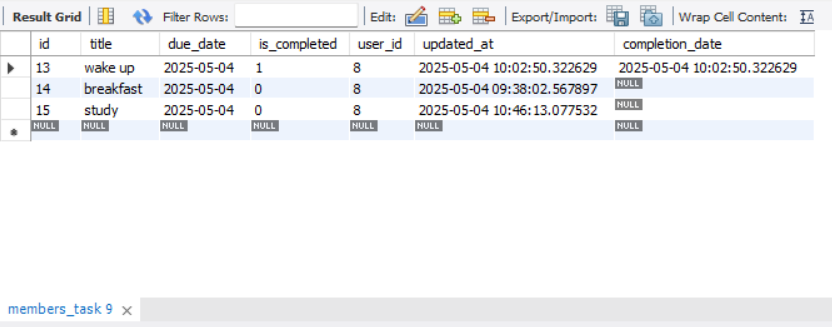 Result Grid Filter Rows: Edit: Export/Import: Wrap Cell Content: IA
id title due_date is_completed user_id updated_at completion_date
13 wake up 2025-05-04 1 8 2025-05-04 10:02:50.322629 2025-05-04 10:02:50.322629
14 breakfast 2025-05-04 0 8 2025-05-04 09:38:02.567897 NULL
15 study 2025-05-04 0 8 2025-05-04 10:46:13.077532 NULL
NULL NULL NULL NULL NULL NULL NULL
members_task 9